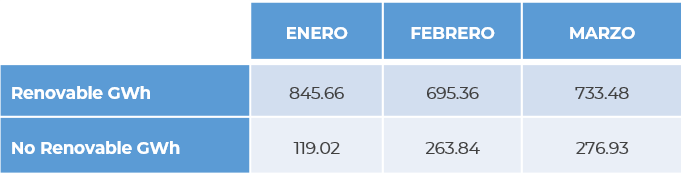 ENERO FEBRERO MARZO
Renovable GWh 845.66 695.36 733.48
No Renovable GWh 119.02 263.84 276.93